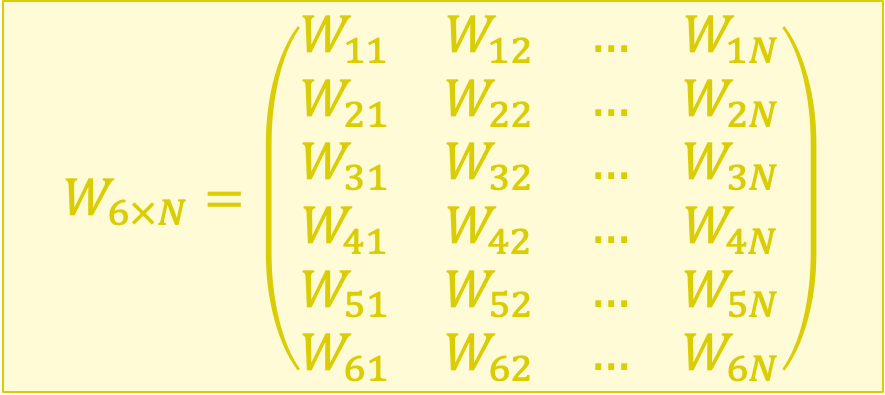 W₁₁ W₁₂ ... W₁N
W₂₁ W₂₂ ... W₂N
W₃₁ W₃₂ ... W₃N
W₆×N = W₄₁ W₄₂ ... W₄N
W₅₁ W₅₂ ... W₅N
W₆₁ W₆₂ ... W₆N